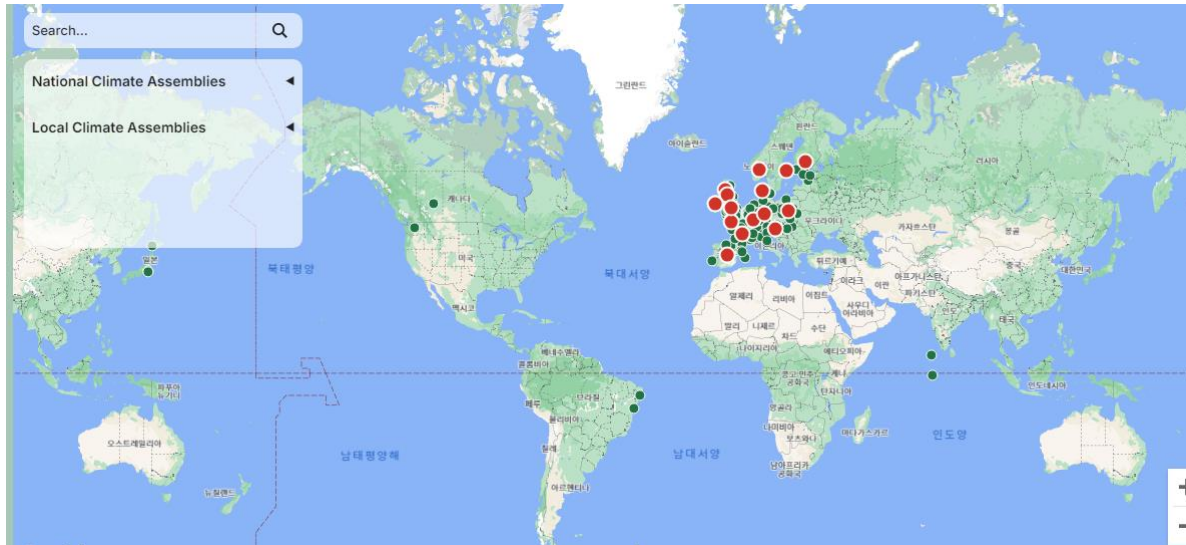 Search...
National Climate Assemblies
Local Climate Assemblies
그린란드
아이슬란드
핀란드
스웨덴
러시아
캐나다
우크라이나
카자흐스탄
몽골
일본
미국
북태평양
북대서양
이탈리아
튀르키예
중국
대한민국
아프가니스탄
이라크
이란
파키스탄
알제리
리비아
이집트
사우디
아라비아
인도
멕시코
말리
니제르
차드
수단
태국
나이지리아
에티오피아
베네수엘라
콜롬비아
콩고 민주
공화국
케냐
인도네시아
탄자니아
파푸아
뉴기니
페루
브라질
볼리비아
앙골라
나미비아
모잠비크
마다가스카르
인도양
오스트레일리아
칠레
남태평양해
남대서양
남아프리카
공화국
뉴질랜드
아르헨티나
+
−